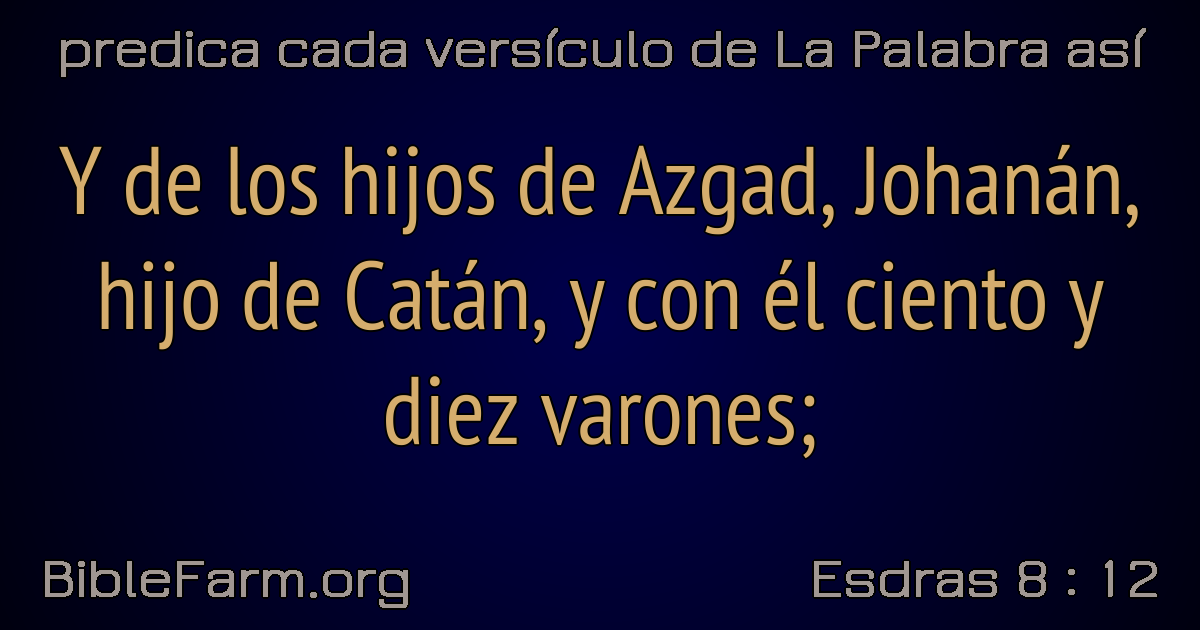 predica cada versículo de La Palabra así
Y de los hijos de Azgad, Johanán,
hijo de Catán, y con él ciento y
diez varones;
BibleFarm.org
Esdras 8 : 12